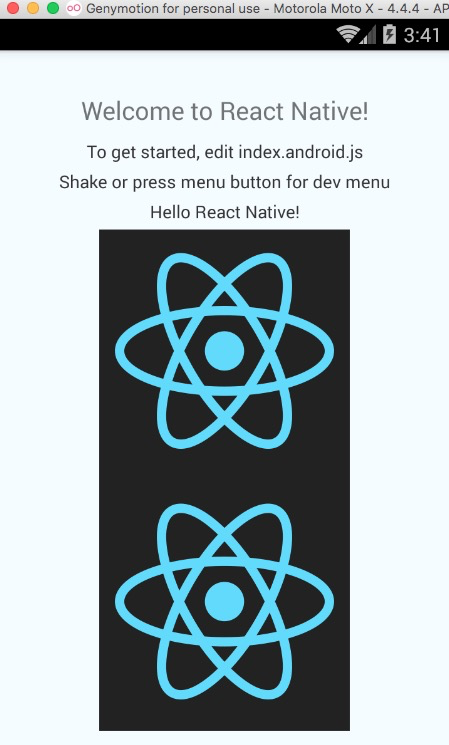 Genymotion for personal use - Motorola Moto X - 4.4.4 - AP
3:41
Welcome to React Native!
To get started, edit index.android.js
Shake or press menu button for dev menu
Hello React Native!